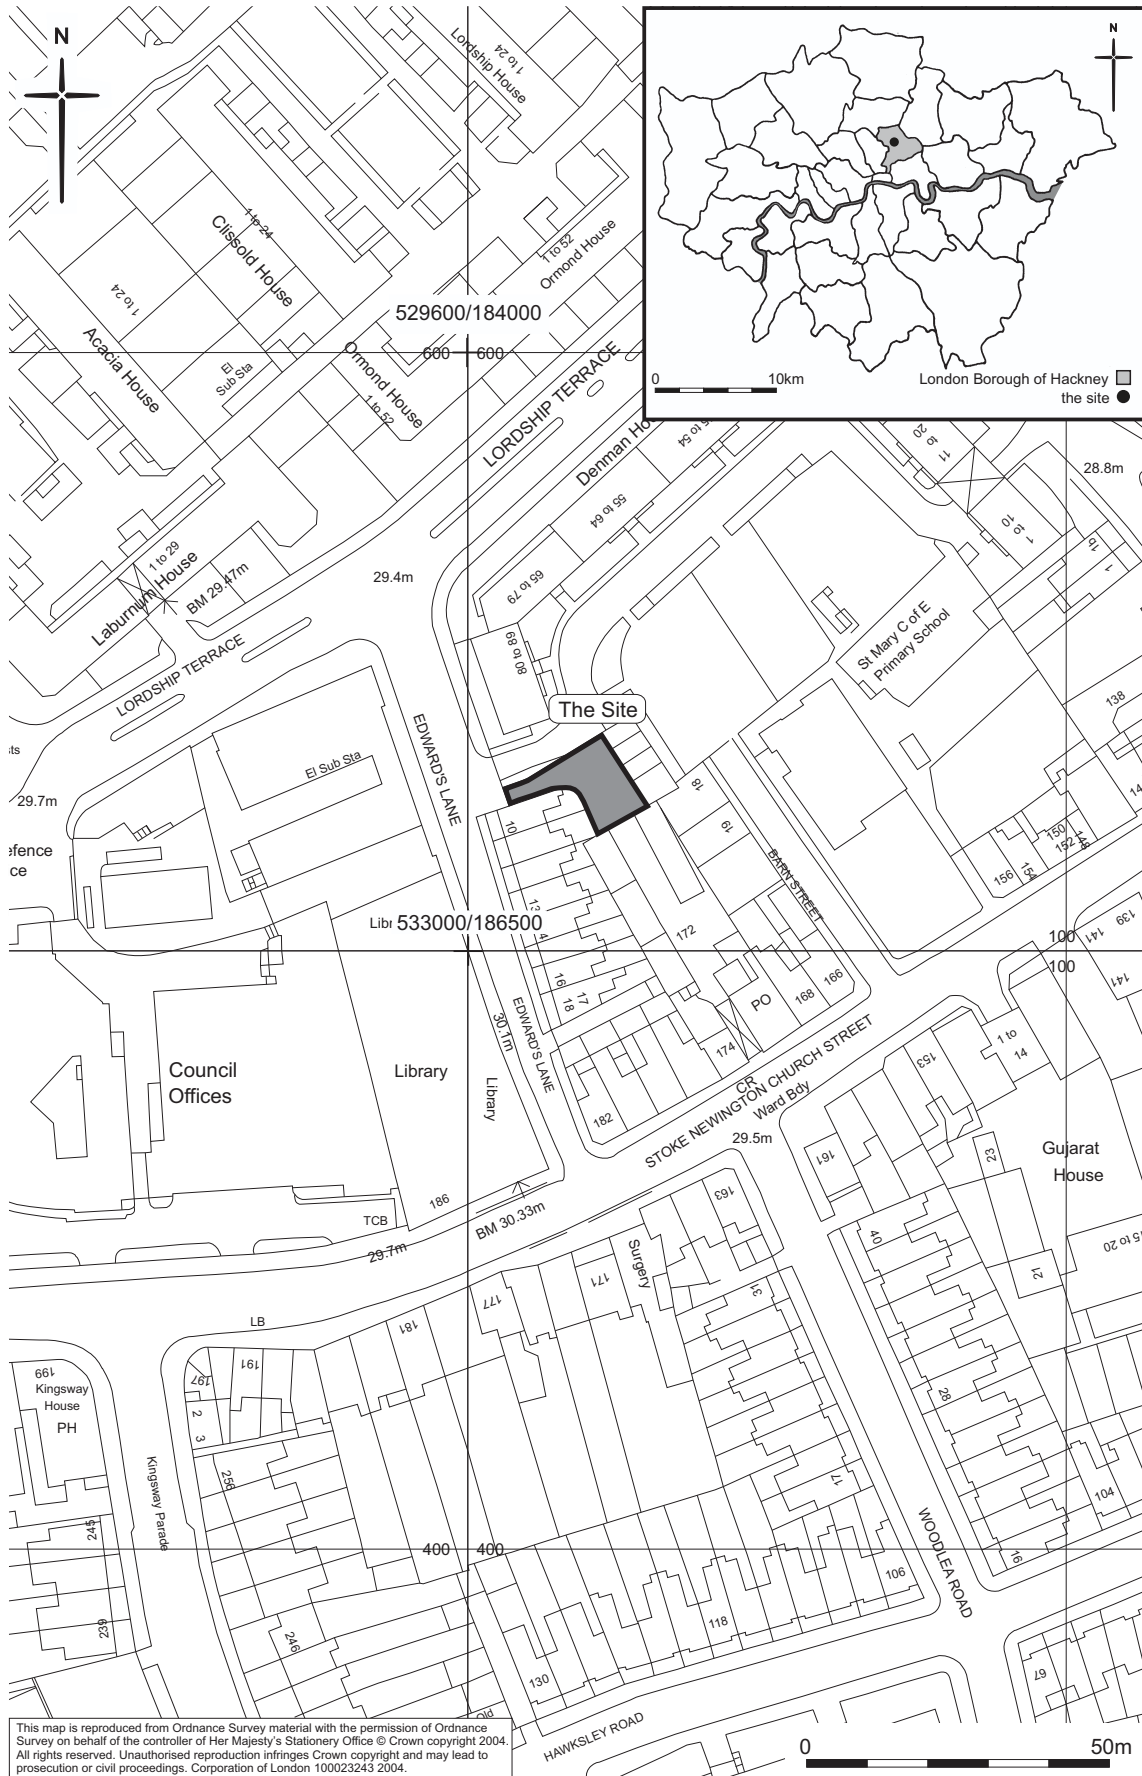 N
Lordship House
1 to 24
N
0
10km
London Borough of Hackney
the site
Clissold House
1 to 24
1 to 24
Acacia House
El
Sub Sta
1 to 52
Ormond House
529600/184000
600
600
Ormond House
1 to 52
LORDSHIP TERRACE
Denman Ho
to 54
55 to 64
65 to 79
80 to 89
11
to
20
28.8m
1 to
10
1b
1
1 to 29
Laburnum House
BM 29.47m
29.4m
LORDSHIP TERRACE
St Mary C of E
Primary School
138
The Site
EDWARD'S LANE
El Sub Sta
sts
29.7m
efence
ce
10
18
19
BARN STREET
14
150
152
148
154
156
139
141
141
Libr
533000/186500
100
100
13
4
16
17
18
172
166
168
PO
174
EDWARD'S LANE
30.1m
Council
Offices
Library
Library
182
CR
Ward Bdy
STOKE NEWINGTON CHURCH STREET
29.5m
153
1 to
14
161
23
Gujarat
House
186
TCB
29.7m
BM 30.33m
163
Surgery
171
177
181
40
21
15 to 20
31
LB
199
Kingsway
House
PH
197
191
2
3
28
256
Kingsway Parade
17
104
245
400
400
16
WOODLEA ROAD
106
239
246
118
130
Old
67
HAWKSLEY ROAD
This map is reproduced from Ordnance Survey material with the permission of Ordnance
Survey on behalf of the controller of Her Majesty's Stationery Office © Crown copyright 2004.
All rights reserved. Unauthorised reproduction infringes Crown copyright and may lead to
prosecution or civil proceedings. Corporation of London 100023243 2004.
0
50m